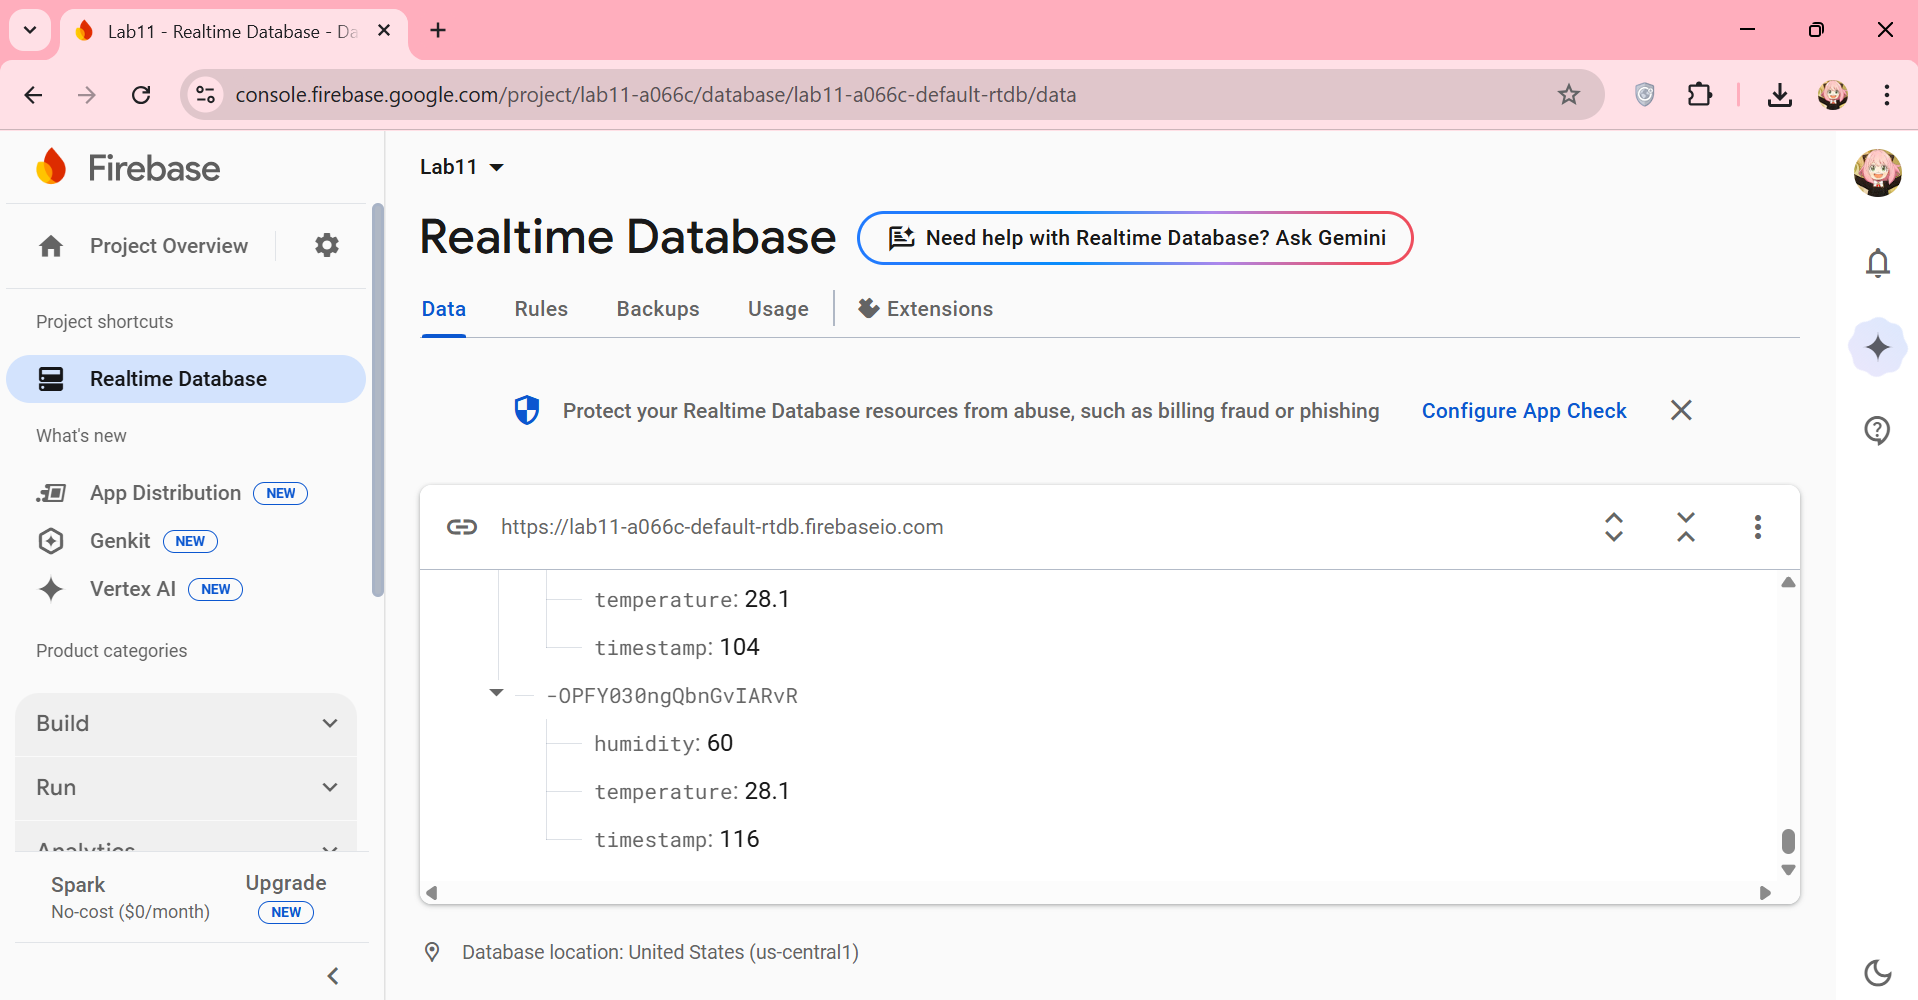 Lab11 - Realtime Database - Da
console.firebase.google.com/project/lab11-a066c/database/lab11-a066c-default-rtdb/data
Firebase
Project Overview
Project shortcuts
Realtime Database
What's new
App Distribution NEW
Genkit NEW
Vertex AI NEW
Product categories
Build
Run
Analytics
Spark
No-cost ($0/month)
Upgrade
NEW
Lab11
Realtime Database
Need help with Realtime Database? Ask Gemini
Data Rules Backups Usage Extensions
Protect your Realtime Database resources from abuse, such as billing fraud or phishing Configure App Check
https://lab11-a066c-default-rtdb.firebaseio.com
temperature: 28.1
timestamp: 104
-OPFY030ngQbnGvIARvR
humidity: 60
temperature: 28.1
timestamp: 116
Database location: United States (us-central1)